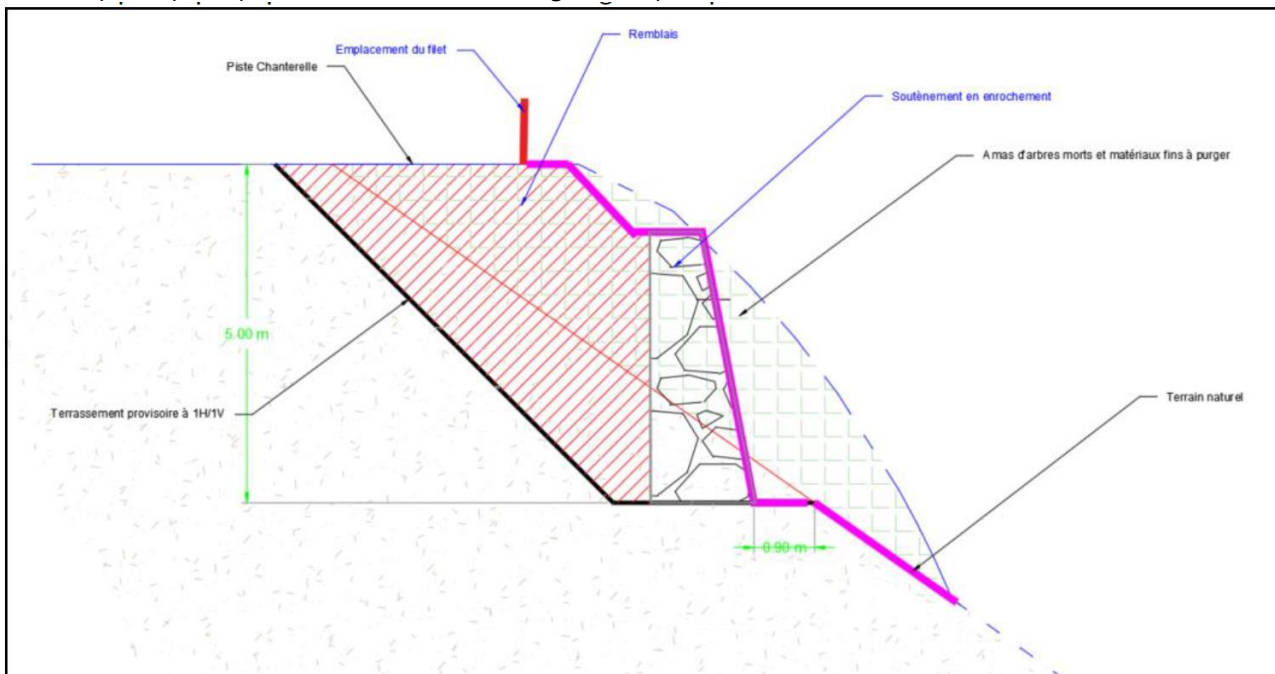 Remblais
Emplacement du filet
Piste Chanterelle
Soutènement en enrochement
Amas d'arbres morts et matériaux fins à purger
5.00 m
Terrassement provisoire à 1H/1V
Terrain naturel
0.90 m